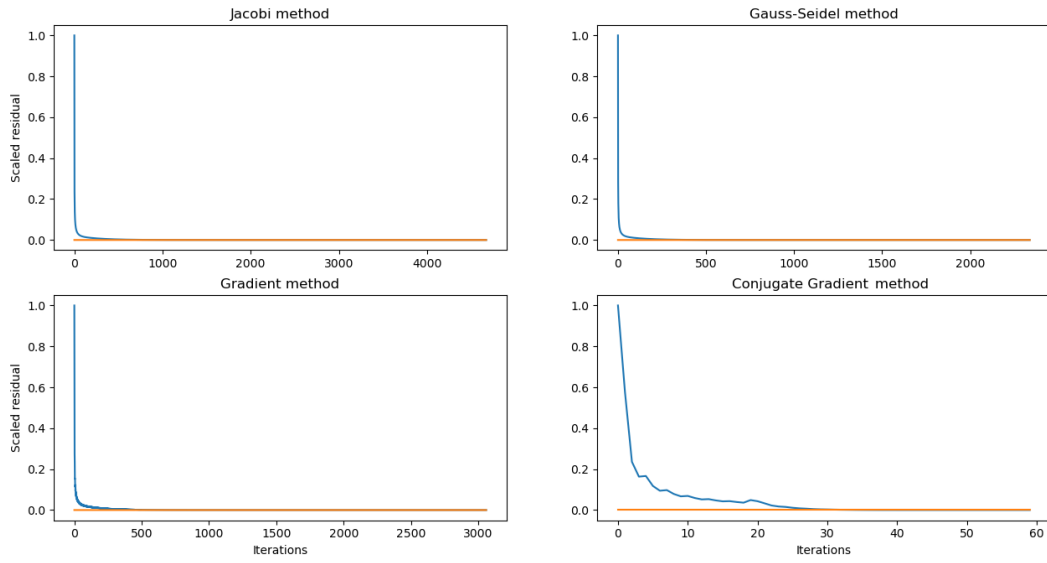 Jacobi method
Scaled residual
1.0
0.8
0.6
0.4
0.2
0.0
0 1000 2000 3000 4000
Gauss-Seidel method
1.0
0.8
0.6
0.4
0.2
0.0
0 500 1000 1500 2000
Gradient method
Scaled residual
1.0
0.8
0.6
0.4
0.2
0.0
0 500 1000 1500 2000 2500 3000
Iterations
Conjugate Gradient method
1.0
0.8
0.6
0.4
0.2
0.0
0 10 20 30 40 50 60
Iterations